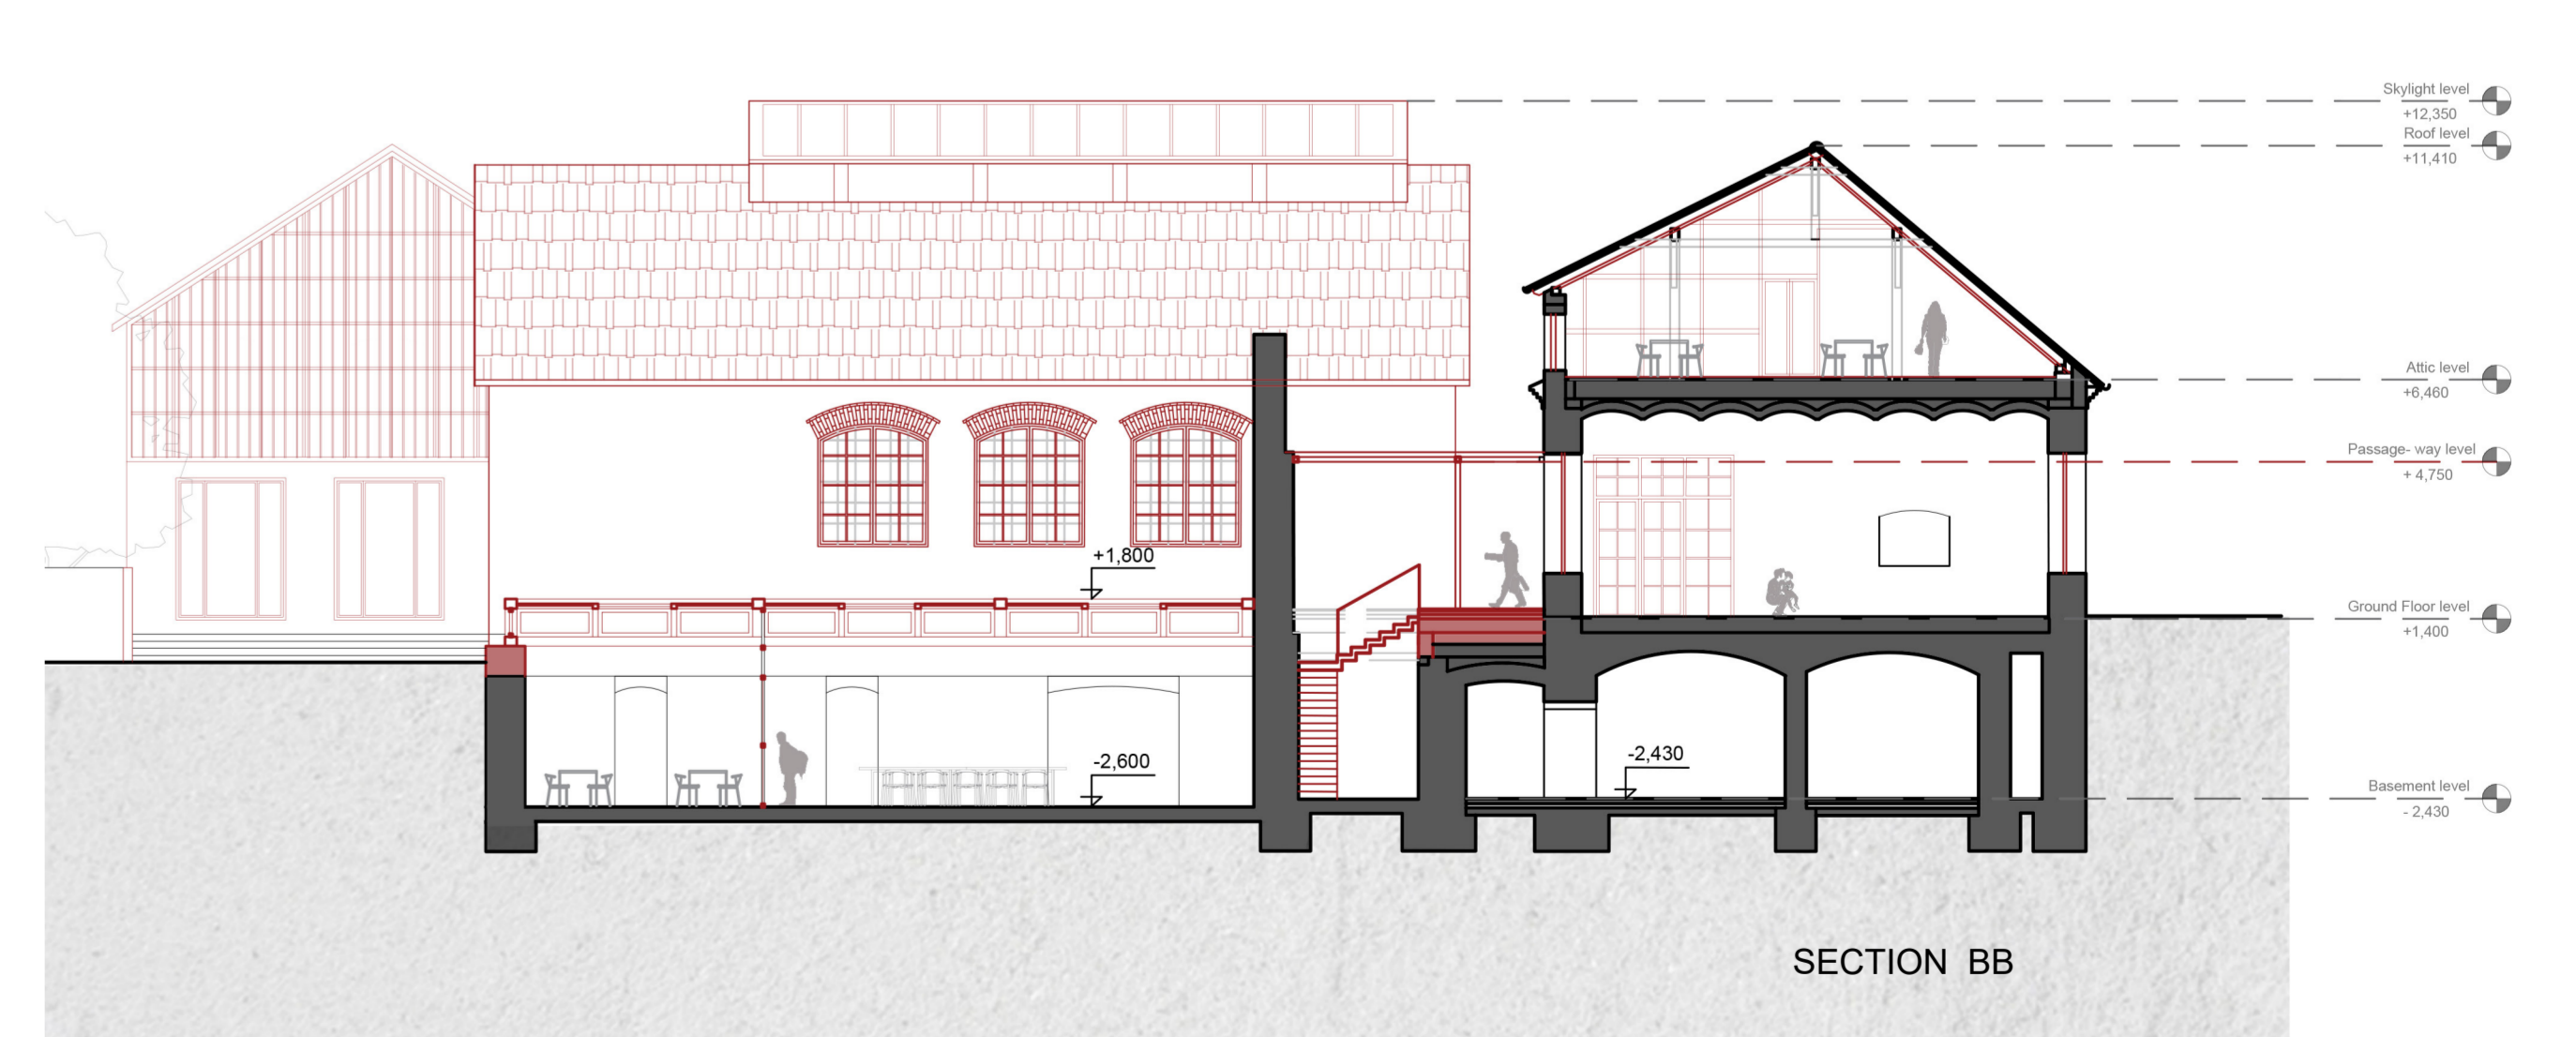 Skylight level
+12,350
Roof level
+11,410
Attic level
+6,460
Passage- way level
+ 4,750
+1,800
Ground Floor level
+1,400
-2,600
-2,430
Basement level
- 2,430
SECTION BB